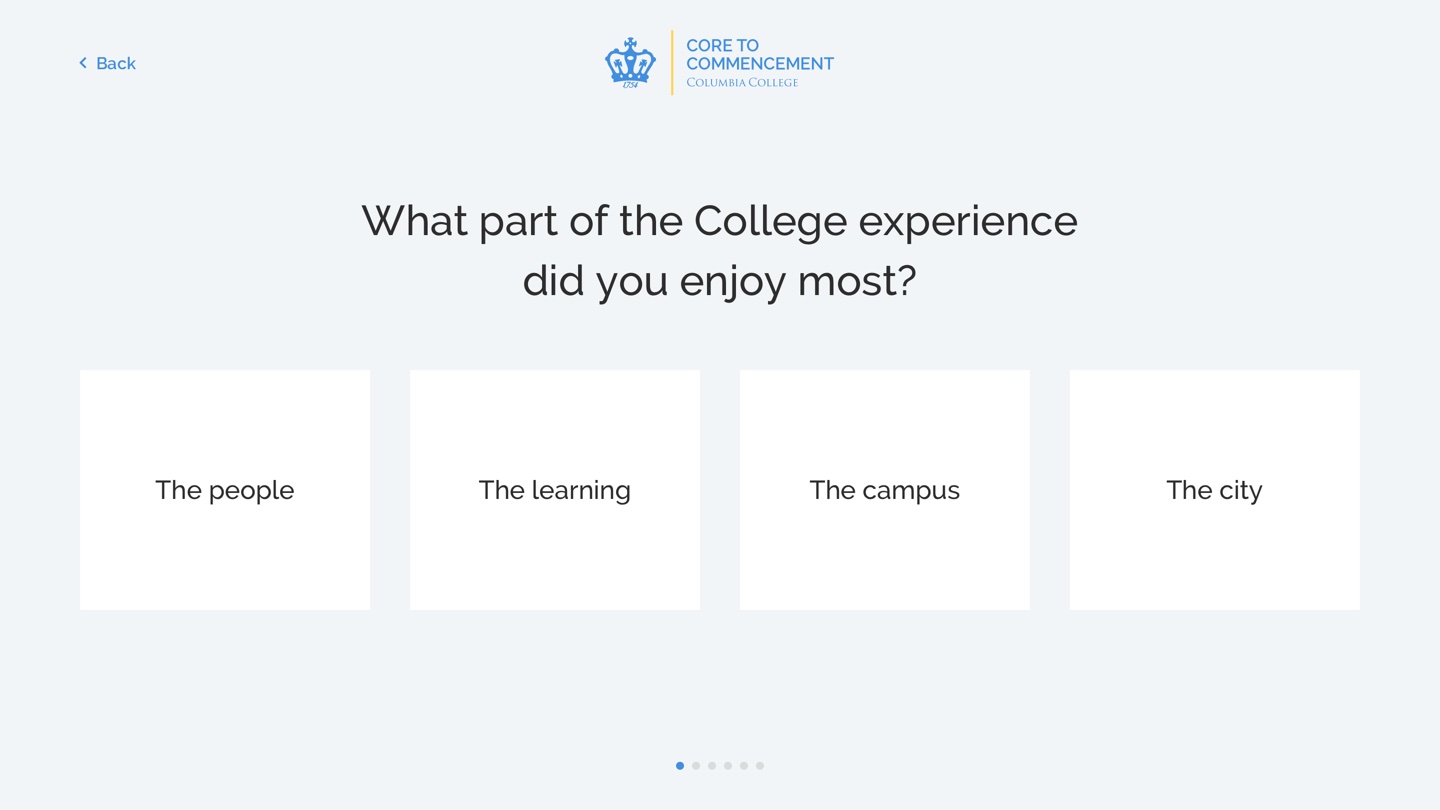 Back
1754
CORE TO
COMMENCEMENT
COLUMBIA COLLEGE
What part of the College experience
did you enjoy most?
The people
The learning
The campus
The city